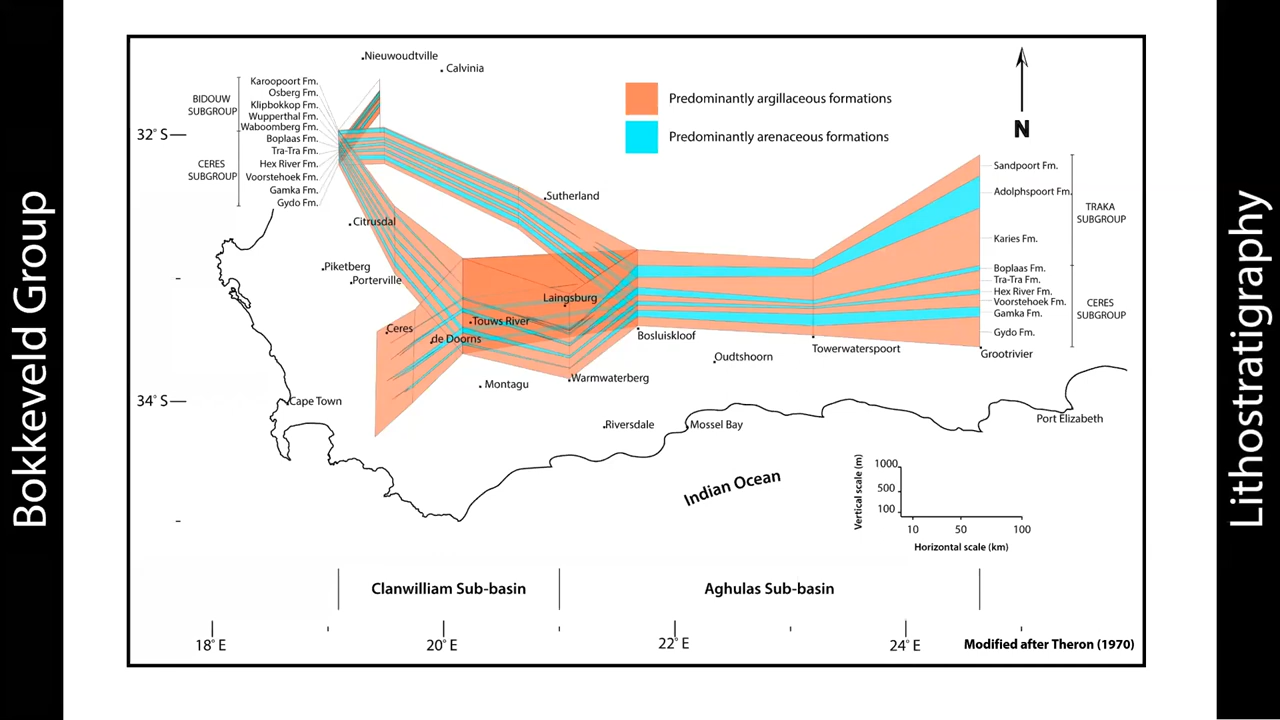 Bokkeveld Group
Lithostratigraphy
Nieuwoudtville
Calvinia
Karoopoort Fm.
Osberg Fm.
Klipbokkop Fm.
Wupperthal Fm.
Waboomberg Fm.
Boplaas Fm.
Tra-Tra Fm.
Hex River Fm.
Voorstehoek Fm.
Gamka Fm.
Gydo Fm.
BIDOUW
SUBGROUP
CERES
SUBGROUP
32° S
34° S
Predominantly argillaceous formations
Predominantly arenaceous formations
N
Sandpoort Fm.
Adolphspoort Fm.
Karies Fm.
Boplaas Fm.
Tra-Tra Fm.
Hex River Fm.
Voorstehoek Fm.
Gamka Fm.
Gydo Fm.
TRAKA
SUBGROUP
CERES
SUBGROUP
Sutherland
Citrusdal
Piketberg
Porterville
Laingsburg
Ceres
Touws River
de Doorns
Bosluiskloof
Towerwaterspoort
Grootrivier
Oudtshoorn
Montagu
Warmwaterberg
Cape Town
Riversdale
Mossel Bay
Port Elizabeth
Indian Ocean
Vertical scale (m)
1000
500
100
10 50 100
Horizontal scale (km)
Clanwilliam Sub-basin
Aghulas Sub-basin
18° E 20° E 22° E 24° E
Modified after Theron (1970)